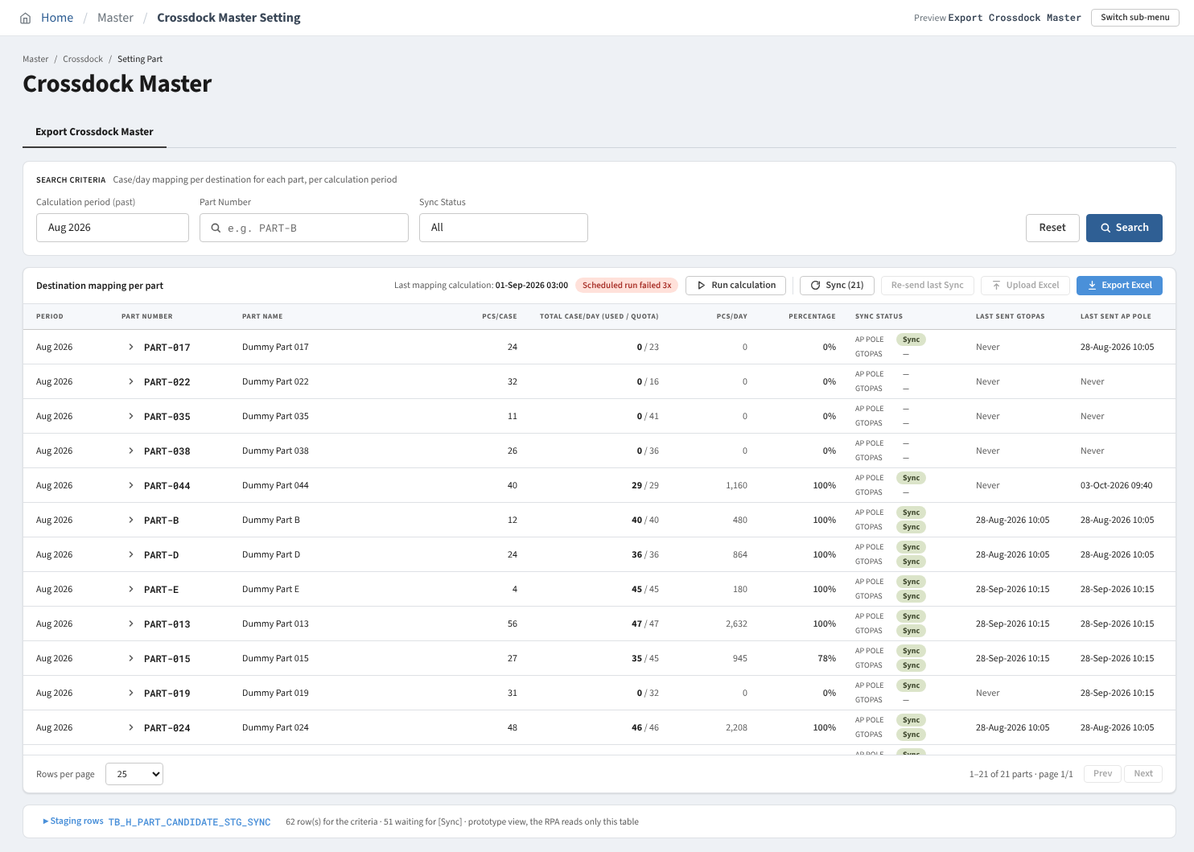 Home / Master / Crossdock Master Setting Preview Export Crossdock Master Switch sub-menu
Master / Crossdock / Setting Part
Crossdock Master
Export Crossdock Master
SEARCH CRITERIA Case/day mapping per destination for each part, per calculation period
Calculation period (past) Part Number Sync Status
Aug 2026 e.g. PART-B All Reset Search
Destination mapping per part Last mapping calculation: 01-Sep-2026 03:00 Scheduled run failed 3x Run calculation Sync (21) Re-send last Sync Upload Excel Export Excel
PERIOD PART NUMBER PART NAME PCS/CASE TOTAL CASE/DAY (USED / QUOTA) PCS/DAY PERCENTAGE SYNC STATUS LAST SENT GTOPAS LAST SENT AP POLE
Aug 2026 PART-017 Dummy Part 017 24 0 / 23 0 0% AP POLE Sync GTOPAS — Never 28-Aug-2026 10:05
Aug 2026 PART-022 Dummy Part 022 32 0 / 16 0 0% AP POLE — GTOPAS — Never Never
Aug 2026 PART-035 Dummy Part 035 11 0 / 41 0 0% AP POLE — GTOPAS — Never Never
Aug 2026 PART-038 Dummy Part 038 26 0 / 36 0 0% AP POLE — GTOPAS — Never Never
Aug 2026 PART-044 Dummy Part 044 40 29 / 29 1,160 100% AP POLE Sync GTOPAS — Never 03-Oct-2026 09:40
Aug 2026 PART-B Dummy Part B 12 40 / 40 480 100% AP POLE Sync GTOPAS Sync 28-Aug-2026 10:05 28-Aug-2026 10:05
Aug 2026 PART-D Dummy Part D 24 36 / 36 864 100% AP POLE Sync GTOPAS Sync 28-Aug-2026 10:05 28-Aug-2026 10:05
Aug 2026 PART-E Dummy Part E 4 45 / 45 180 100% AP POLE Sync GTOPAS Sync 28-Sep-2026 10:15 28-Sep-2026 10:15
Aug 2026 PART-013 Dummy Part 013 56 47 / 47 2,632 100% AP POLE Sync GTOPAS Sync 28-Sep-2026 10:15 28-Sep-2026 10:15
Aug 2026 PART-015 Dummy Part 015 27 35 / 45 945 78% AP POLE Sync GTOPAS Sync 28-Sep-2026 10:15 28-Sep-2026 10:15
Aug 2026 PART-019 Dummy Part 019 31 0 / 32 0 0% AP POLE Sync GTOPAS — Never 28-Sep-2026 10:15
Aug 2026 PART-024 Dummy Part 024 48 46 / 46 2,208 100% AP POLE Sync GTOPAS Sync 28-Aug-2026 10:05 28-Aug-2026 10:05
Rows per page 25 1–21 of 21 parts · page 1/1 Prev Next
▸ Staging rows TB_H_PART_CANDIDATE_STG_SYNC 62 row(s) for the criteria · 51 waiting for [Sync] · prototype view, the RPA reads only this table